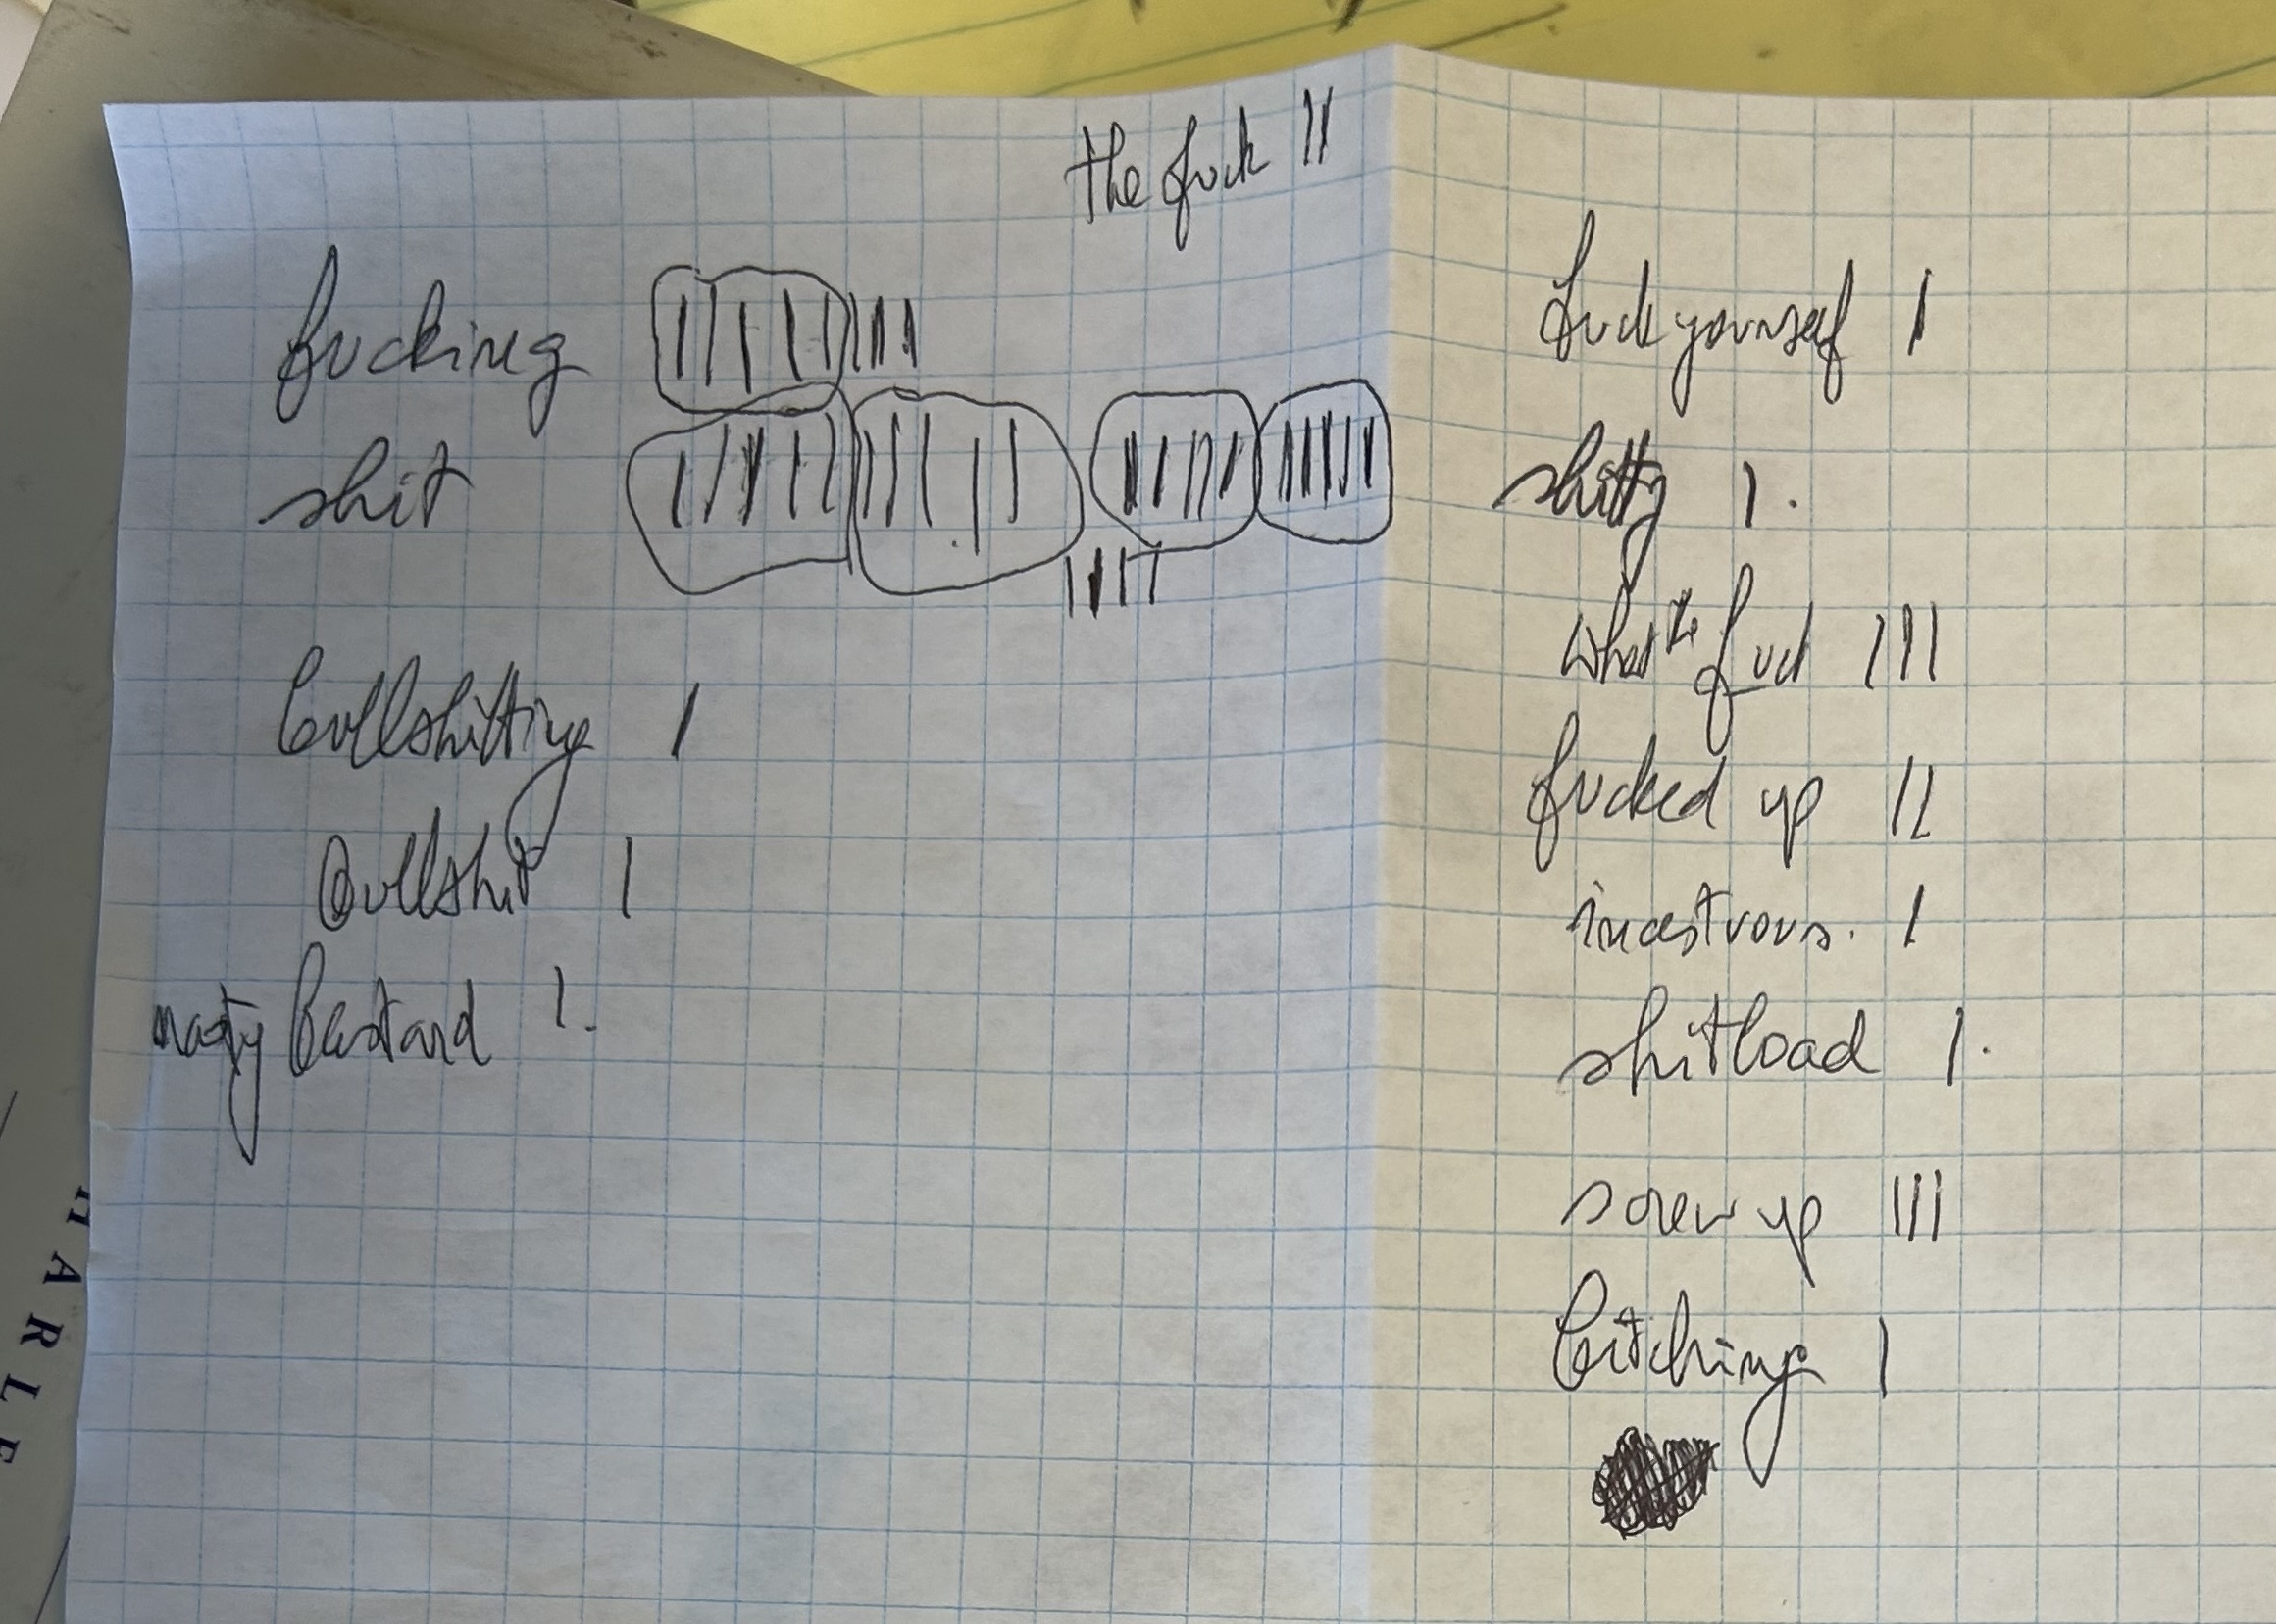 the fuck ||
fucking ||||| |||
shit ||||| ||||| ||||| |||||
||||
bullshitting |
Bullshit |
nasty bastard |.
fuck yourself |
shitty |.
what the fuck |||
fucked up ||
incestuous. |
shitload |.
screw up |||
bitching |
HARLE